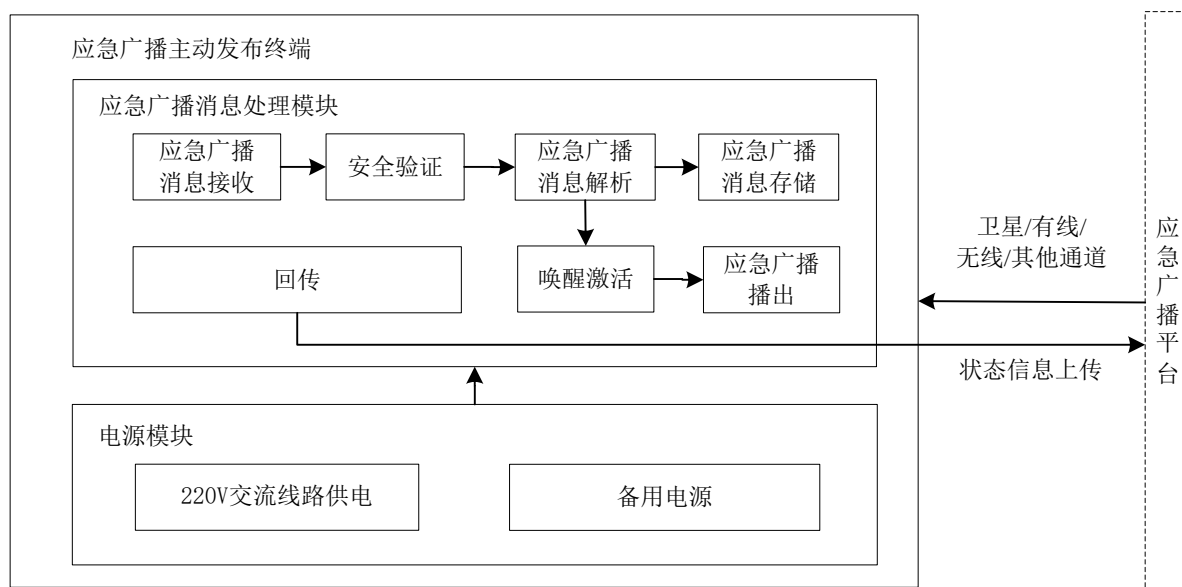 应急广播主动发布终端
应急广播消息处理模块
应急广播
消息接收
安全验证
应急广播
消息解析
应急广播
消息存储
回传
唤醒激活
应急广播
播出
卫星/有线/
无线/其他通道
状态信息上传
应急广播平台
电源模块
220V交流线路供电
备用电源